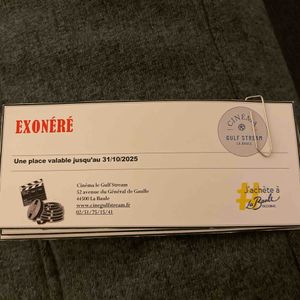 CINÉMA
GULF STREAM
LA BAULE
EXONÉRÉ
Une place valable jusqu'au 31/10/2025
Cinéma le Gulf Stream
52 avenue du Général de Gaulle
44500 La Baule
www.cinegulfstream.fr
02/51/75/15/41
J'achète à
La Baule